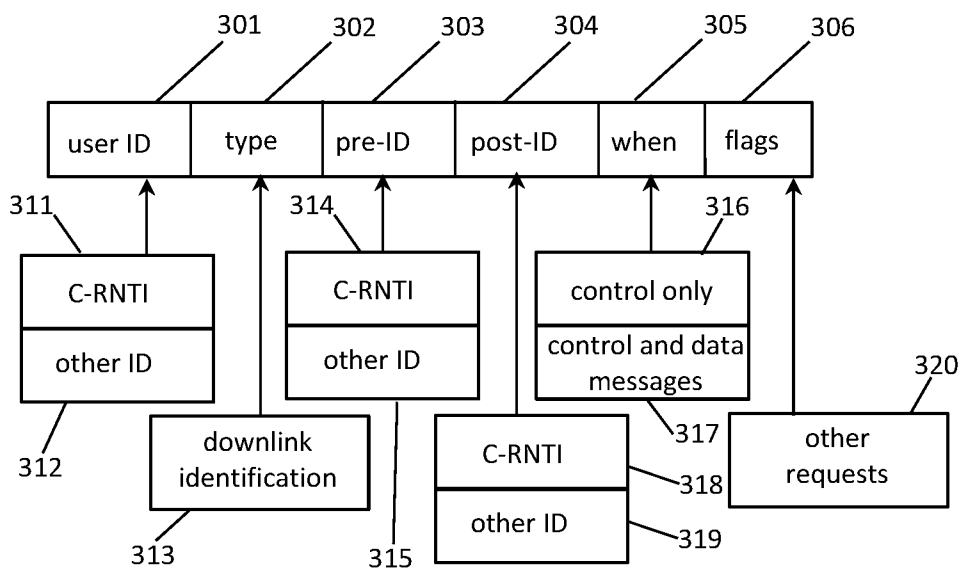 301 302 303 304 305 306
user ID type pre-ID post-ID when flags
311 314 316
C-RNTI C-RNTI control only
other ID other ID control and data
messages
320
312 downlink
identification
317 other
requests
C-RNTI 318
313 315 other ID 319